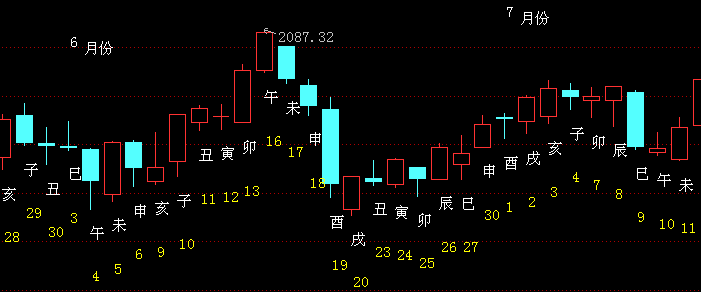 7 月份
6 月份
2087.32
亥 子 丑 巳 午 未 申 亥 子 丑 寅 卯 午 未 申 酉 戌 丑 寅 卯 辰 巳 申 酉 戌 亥 子 卯 辰 巳 午 未
28 29 30 3 4 5 6 9 10 11 12 13 16 17 18 19 20 23 24 25 26 27 30 1 2 3 4 7 8 9 10 11